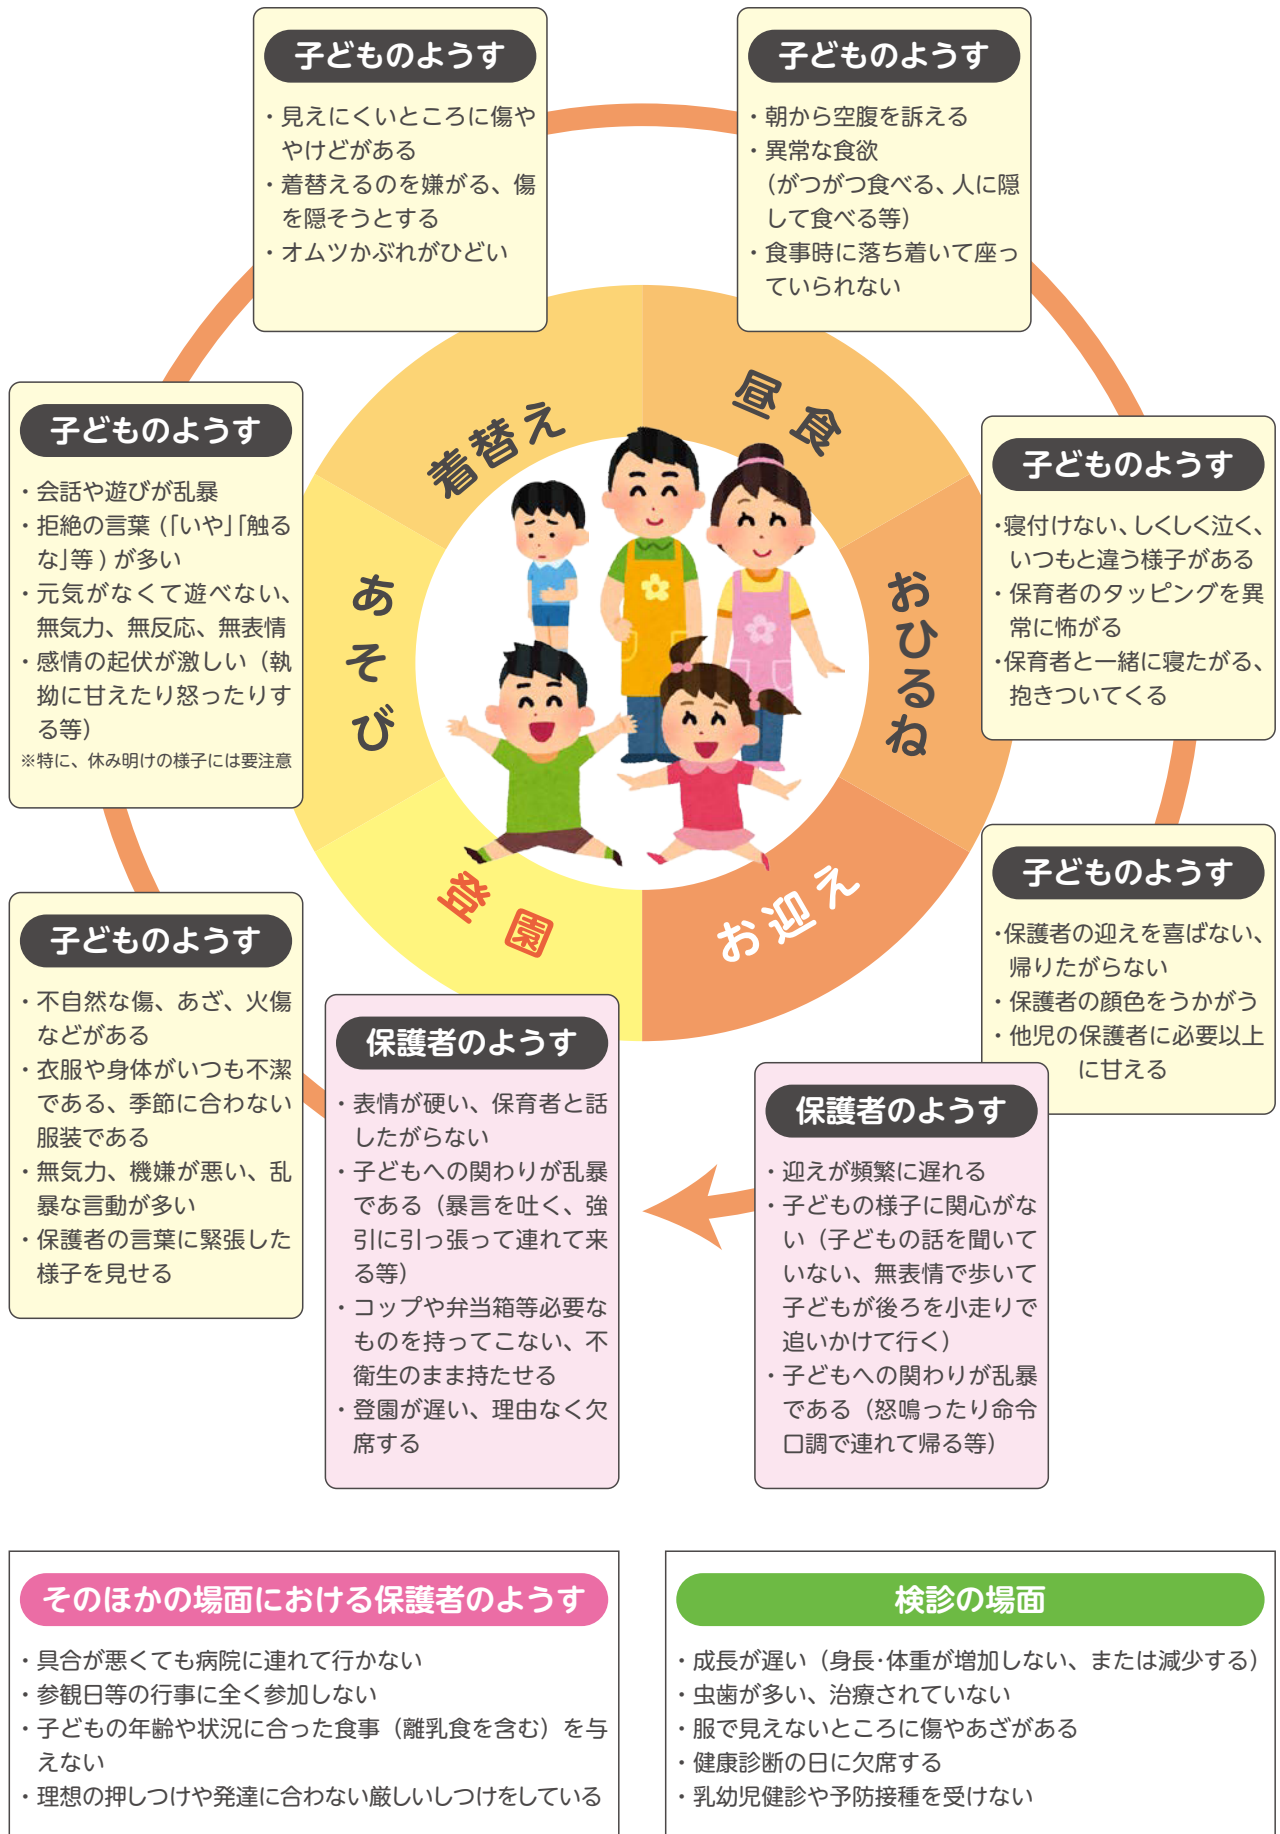 子どものようす
・見えにくいところに傷や
やけどがある
・着替えるのを嫌がる、傷
を隠そうとする
・オムツかぶれがひどい
子どものようす
・朝から空腹を訴える
・異常な食欲
（がつがつ食べる、人に隠
して食べる等）
・食事時に落ち着いて座っ
ていられない
子どものようす
・会話や遊びが乱暴
・拒絶の言葉（「いや」「触る
な」等）が多い
・元気がなくて遊べない、
無気力、無反応、無表情
・感情の起伏が激しい（執
拗に甘えたり怒ったりす
る等）
※特に、休み明けの様子には要注意
着替え
昼食
あそび
おひるね
登園
お迎え
子どものようす
・寝付けない、しくしく泣く、
いつもと違う様子がある
・保育者のタッピングを異
常に怖がる
・保育者と一緒に寝たがる、
抱きついてくる
子どものようす
・保護者の迎えを喜ばない、
帰りたがらない
・保護者の顔色をうかがう
・他児の保護者に必要以上
に甘える
子どものようす
・不自然な傷、あざ、火傷
などがある
・衣服や身体がいつも不潔
である、季節に合わない
服装である
・無気力、機嫌が悪い、乱
暴な言動が多い
・保護者の言葉に緊張した
様子を見せる
保護者のようす
・表情が硬い、保育者と話
したがらない
・子どもへの関わりが乱暴
である（暴言を吐く、強
引に引っ張って連れて来
る等）
・コップや弁当箱等必要な
ものを持ってこない、不
衛生のまま持たせる
・登園が遅い、理由なく欠
席する
保護者のようす
・迎えが頻繁に遅れる
・子どもの様子に関心がな
い（子どもの話を聞いて
いない、無表情で歩いて
子どもが後ろを小走りで
追いかけて行く）
・子どもへの関わりが乱暴
である（怒鳴ったり命令
口調で連れて帰る等）
そのほかの場面における保護者のようす
・具合が悪くても病院に連れて行かない
・参観日等の行事に全く参加しない
・子どもの年齢や状況に合った食事（離乳食を含む）を与
えない
・理想の押しつけや発達に合わない厳しいしつけをしている
検診の場面
・成長が遅い（身長・体重が増加しない、または減少する）
・虫歯が多い、治療されていない
・服で見えないところに傷やあざがある
・健康診断の日に欠席する
・乳幼児健診や予防接種を受けない